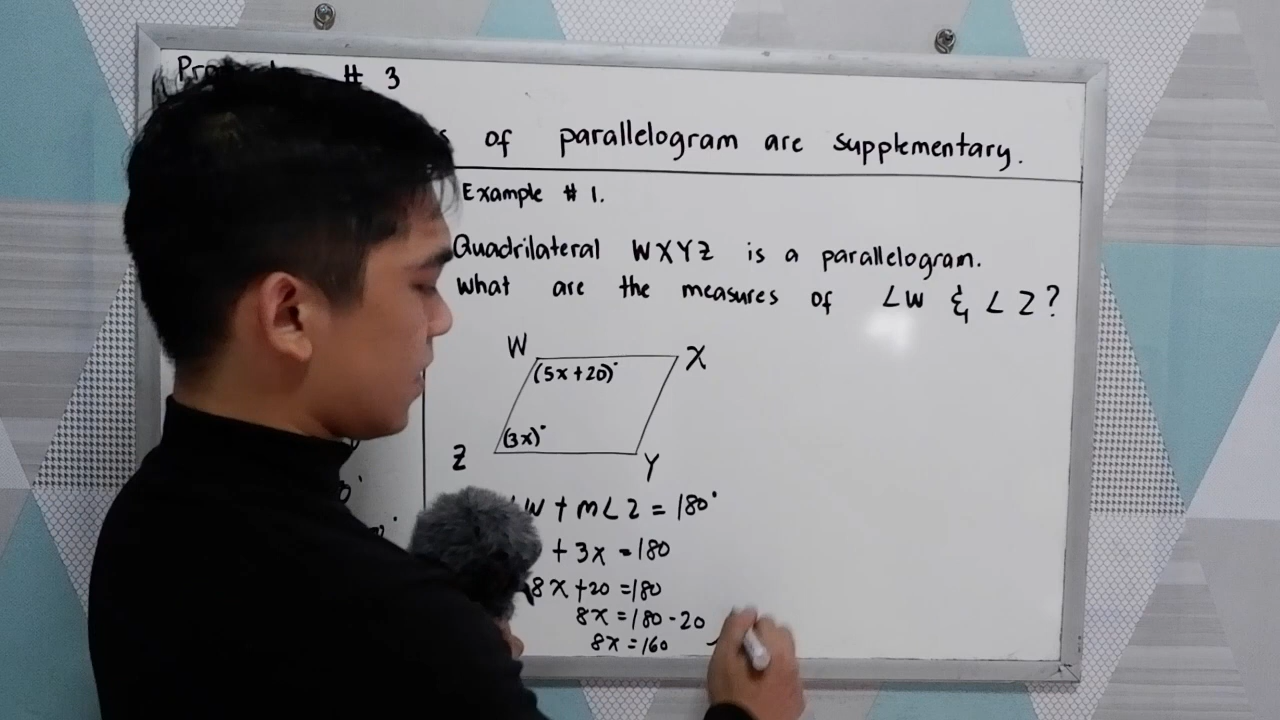 # 3
of parallelogram are supplementary.
Example # 1.
Quadrilateral WXYZ is a parallelogram.
What are the measures of ∠W & ∠Z?
W
X
(5x+20)°
(3x)°
Z
Y
W + m∠Z = 180°
+ 3x = 180
8x+20 = 180
8x = 180-20
8x = 160